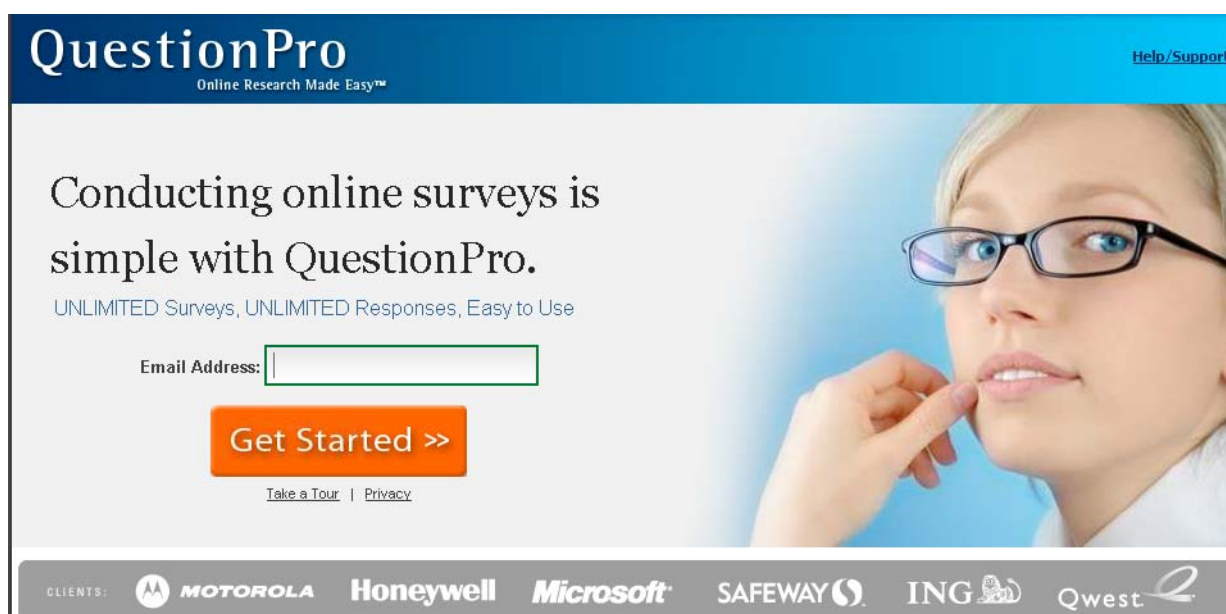 QuestionPro
Online Research Made Easy™
Help/Support
Conducting online surveys is
simple with QuestionPro.
UNLIMITED Surveys, UNLIMITED Responses, Easy to Use
Email Address:
Get Started >>
Take a Tour | Privacy
CLIENTS: MOTOROLA Honeywell Microsoft SAFEWAY ING Qwest